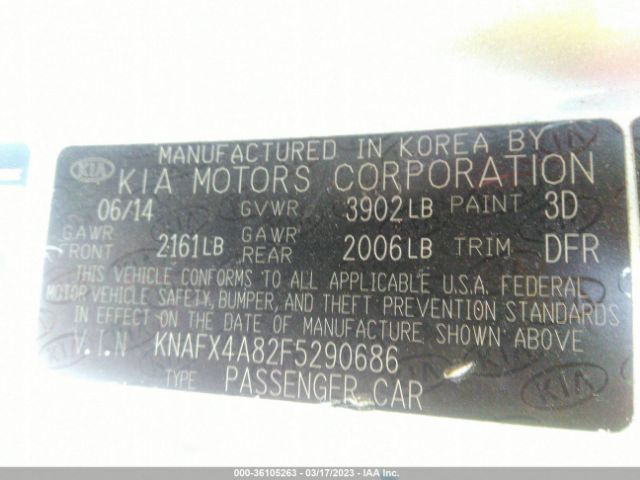 MANUFACTURED IN KOREA BY
KIA KIA MOTORS CORPORATION
06/14 GVWR 3902LB PAINT 3D
GAWR FRONT 2161LB GAWR REAR 2006LB TRIM DFR
THIS VEHICLE CONFORMS TO ALL APPLICABLE U.S.A. FEDERAL
MOTOR VEHICLE SAFETY, BUMPER, AND THEFT PREVENTION STANDARDS
IN EFFECT ON THE DATE OF MANUFACTURE SHOWN ABOVE
V.I.N KNAFX4A82F5290686
TYPE PASSENGER CAR
KIA
000-36105263 - 03/17/2023 - IAA Inc.